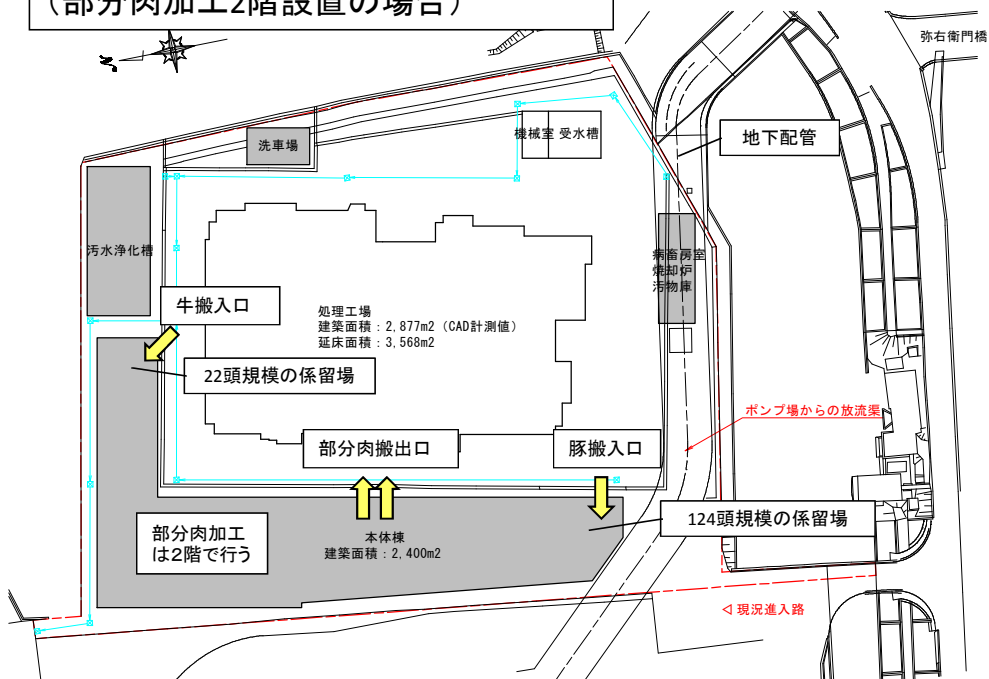 （部分肉加工2階設置の場合）
弥右衛門橋
地下配管
機械室 受水槽
洗車場
汚水浄化槽
病畜房室
焼却炉
汚物庫
牛搬入口
処理工場
建築面積：2,877m2（CAD計測値）
延床面積：3,568m2
22頭規模の係留場
ポンプ場からの放流渠
部分肉搬出口
豚搬入口
124頭規模の係留場
部分肉加工
は2階で行う
本体棟
建築面積：2,400m2
現況進入路